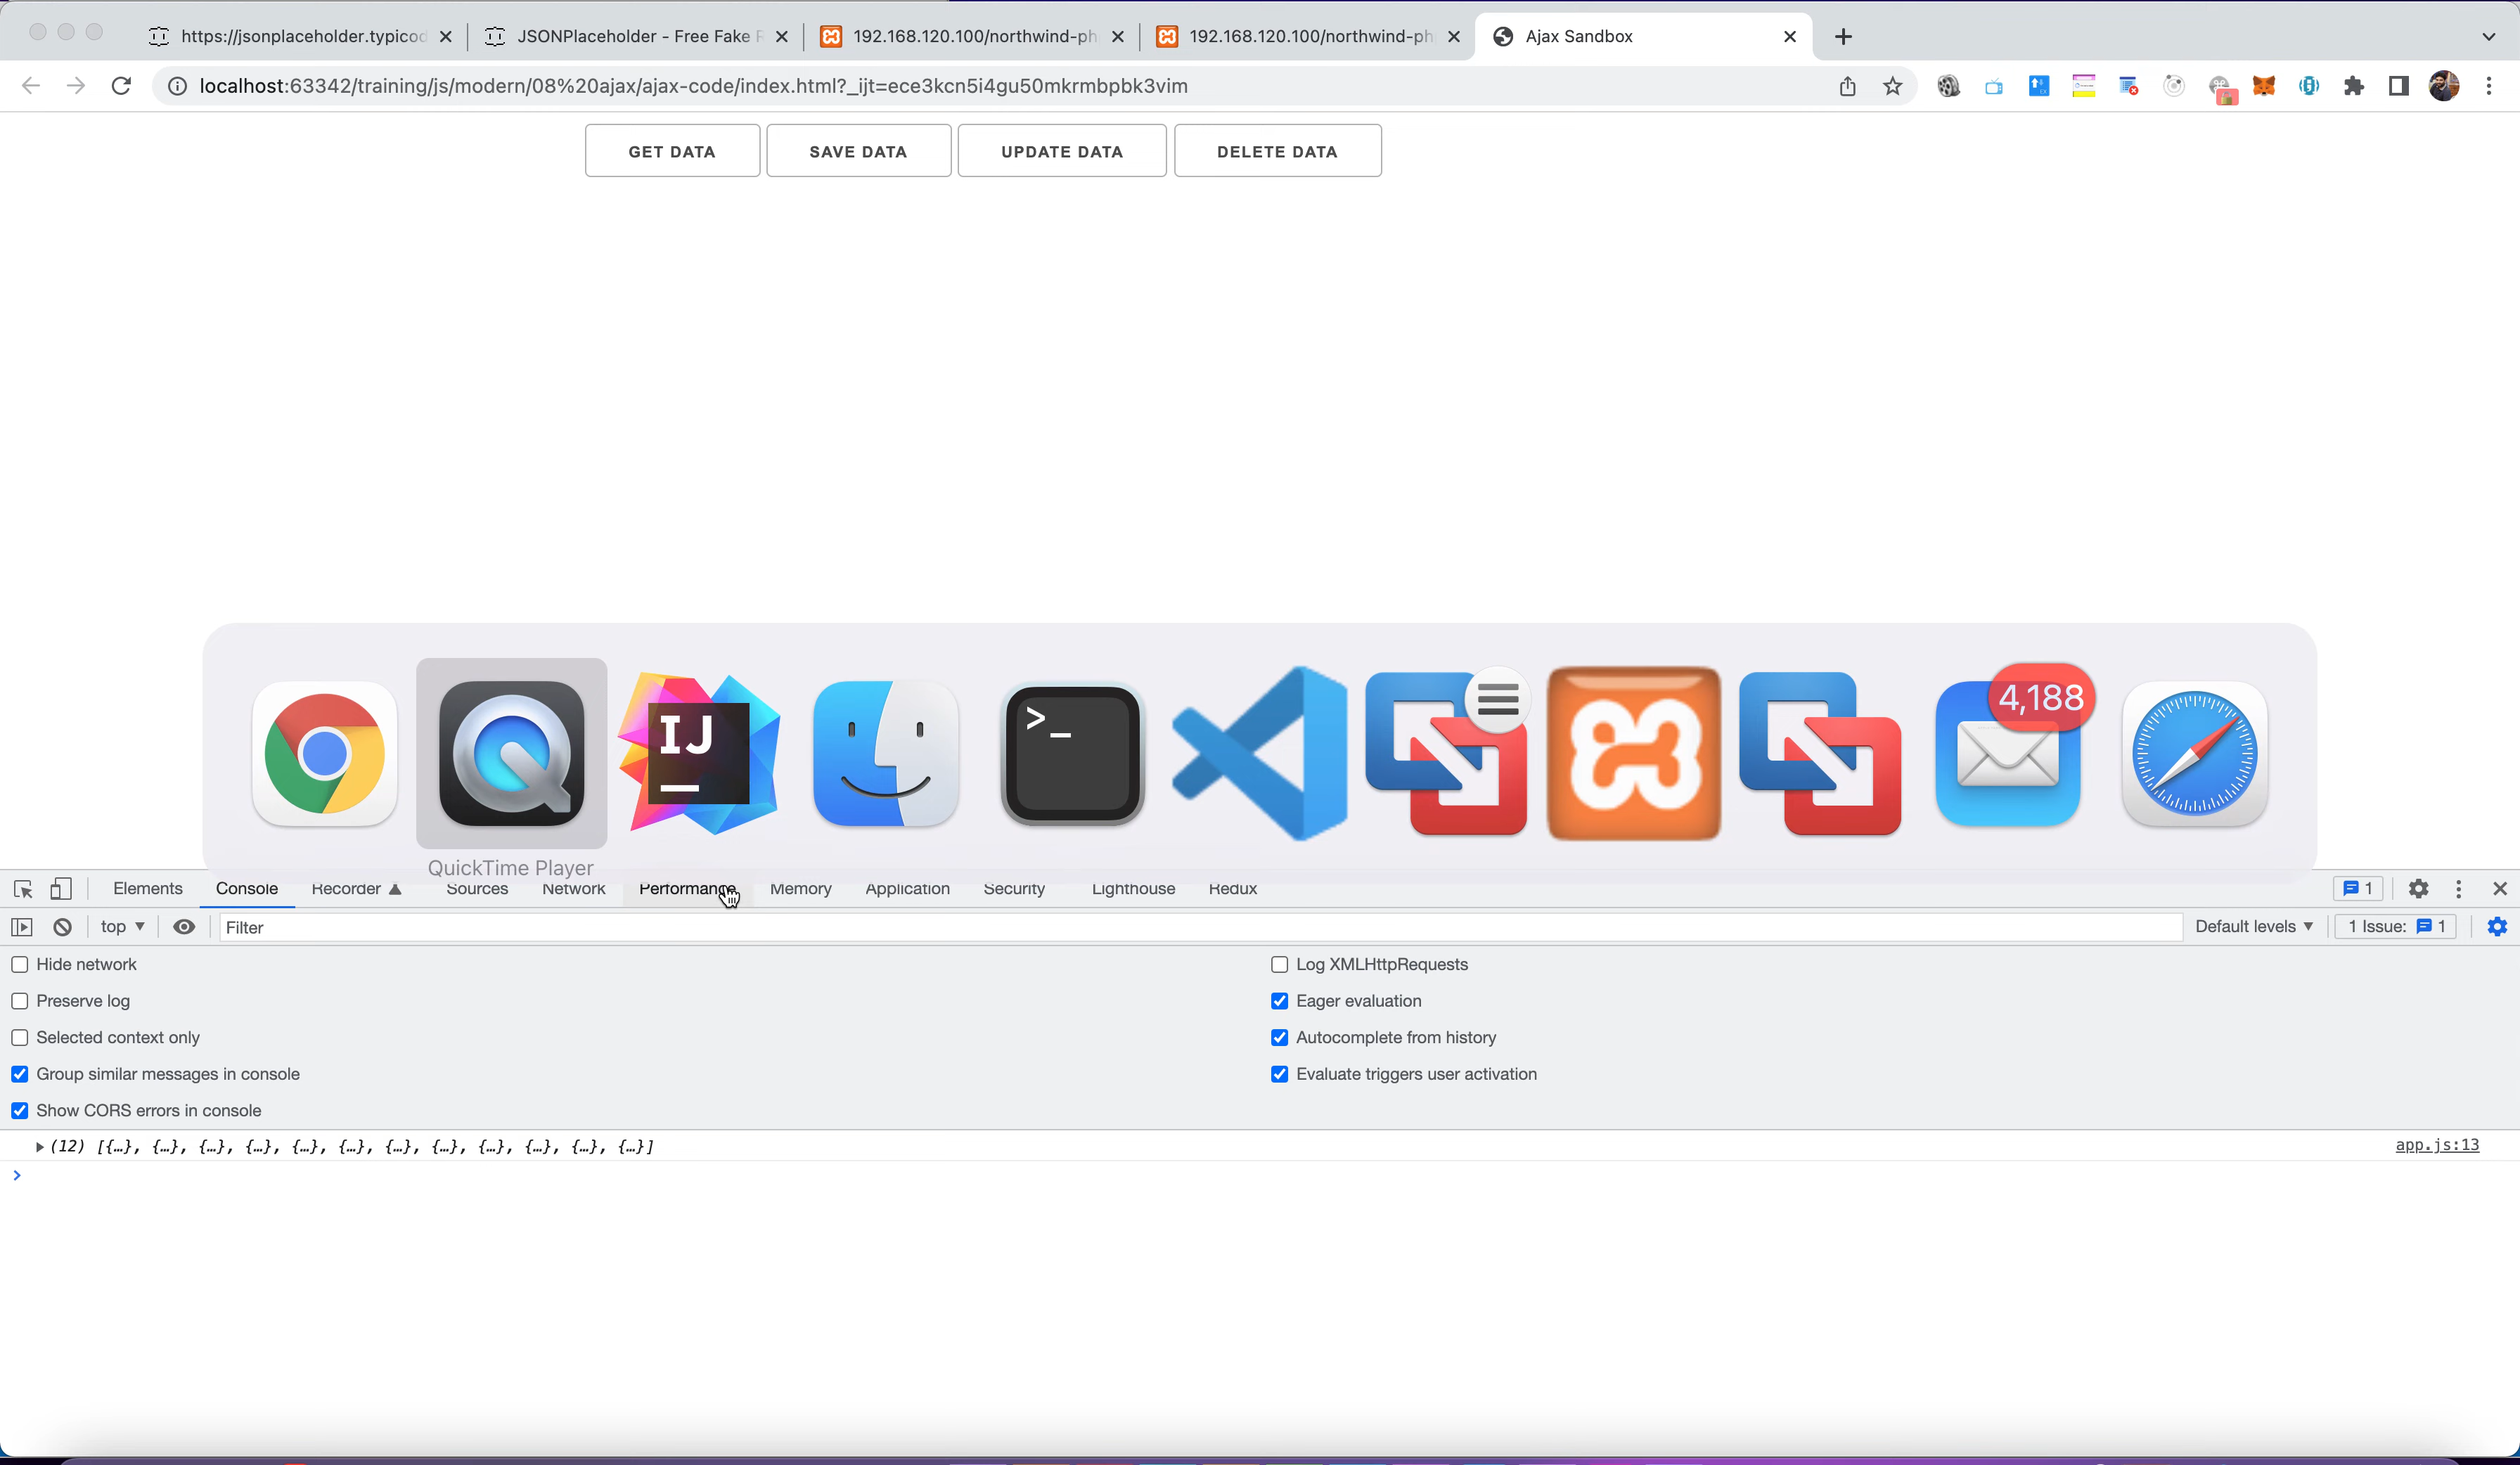 https://jsonplaceholder.typicod
JSONPlaceholder - Free Fake R
192.168.120.100/northwind-ph
192.168.120.100/northwind-ph
Ajax Sandbox
localhost:63342/training/js/modern/08%20ajax/ajax-code/index.html?_ijt=ece3kcn5i4gu50mkrmbpbk3vim
GET DATA
SAVE DATA
UPDATE DATA
DELETE DATA
IJ
>_
4,188
QuickTime Player
Elements
Console
Recorder
Sources
Network
Performance
Memory
Application
Security
Lighthouse
Redux
1
top
Filter
Default levels
1 Issue:
1
Hide network
Log XMLHttpRequests
Preserve log
Eager evaluation
Selected context only
Autocomplete from history
Group similar messages in console
Evaluate triggers user activation
Show CORS errors in console
(12) [{…}, {…}, {…}, {…}, {…}, {…}, {…}, {…}, {…}, {…}, {…}, {…}]
app.js:13